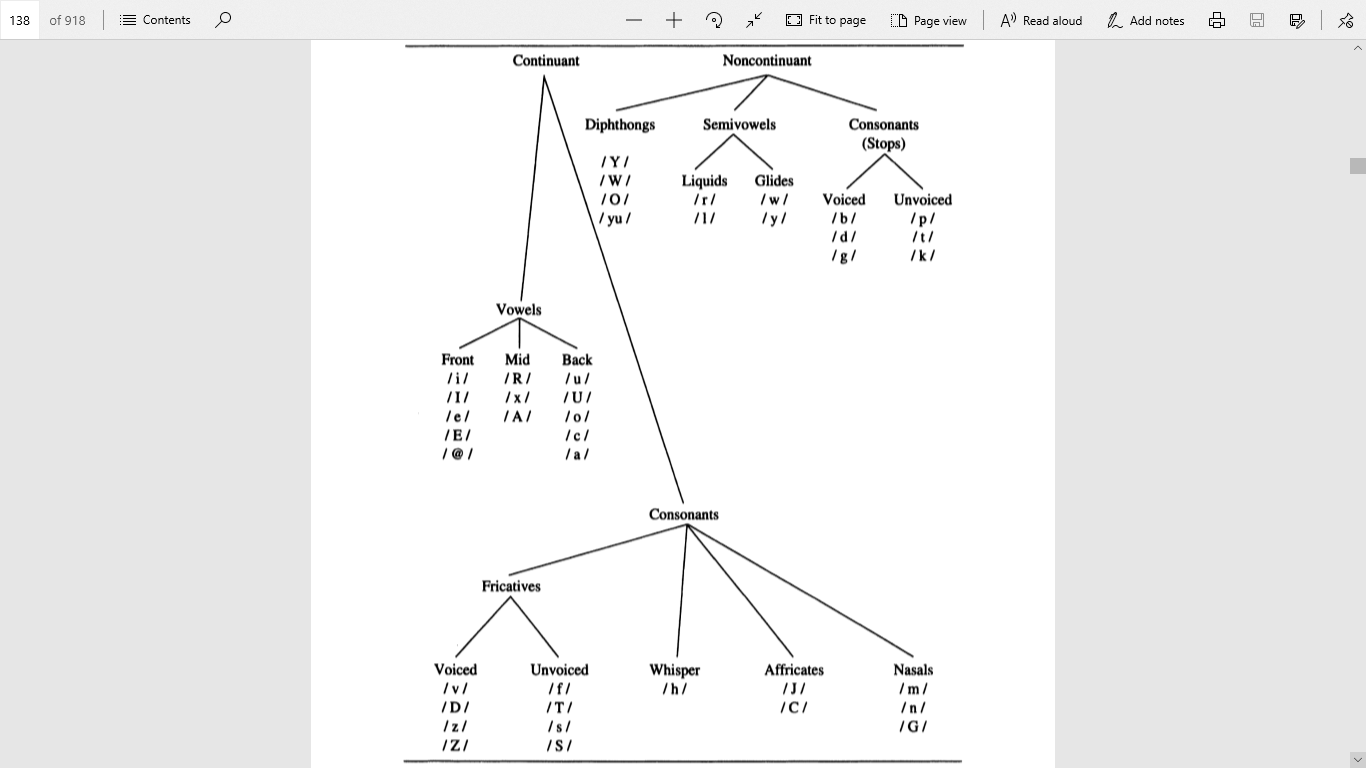 138 of 918 Contents Fit to page Page view Read aloud Add notes
Continuant Noncontinuant
Diphthongs Semivowels Consonants
(Stops)
/Y/
/W/ Liquids Glides
/O/ /r/ /w/ Voiced Unvoiced
/yu/ /l/ /y/ /b/ /p/
/d/ /t/
/g/ /k/
Vowels
Front Mid Back
/i/ /R/ /u/
/I/ /x/ /U/
/e/ /A/ /o/
/E/ /c/
/@/ /a/
Consonants
Fricatives
Voiced Unvoiced Whisper Affricates Nasals
/v/ /f/ /h/ /J/ /m/
/D/ /T/ /C/ /n/
/z/ /s/ /G/
/Z/ /S/